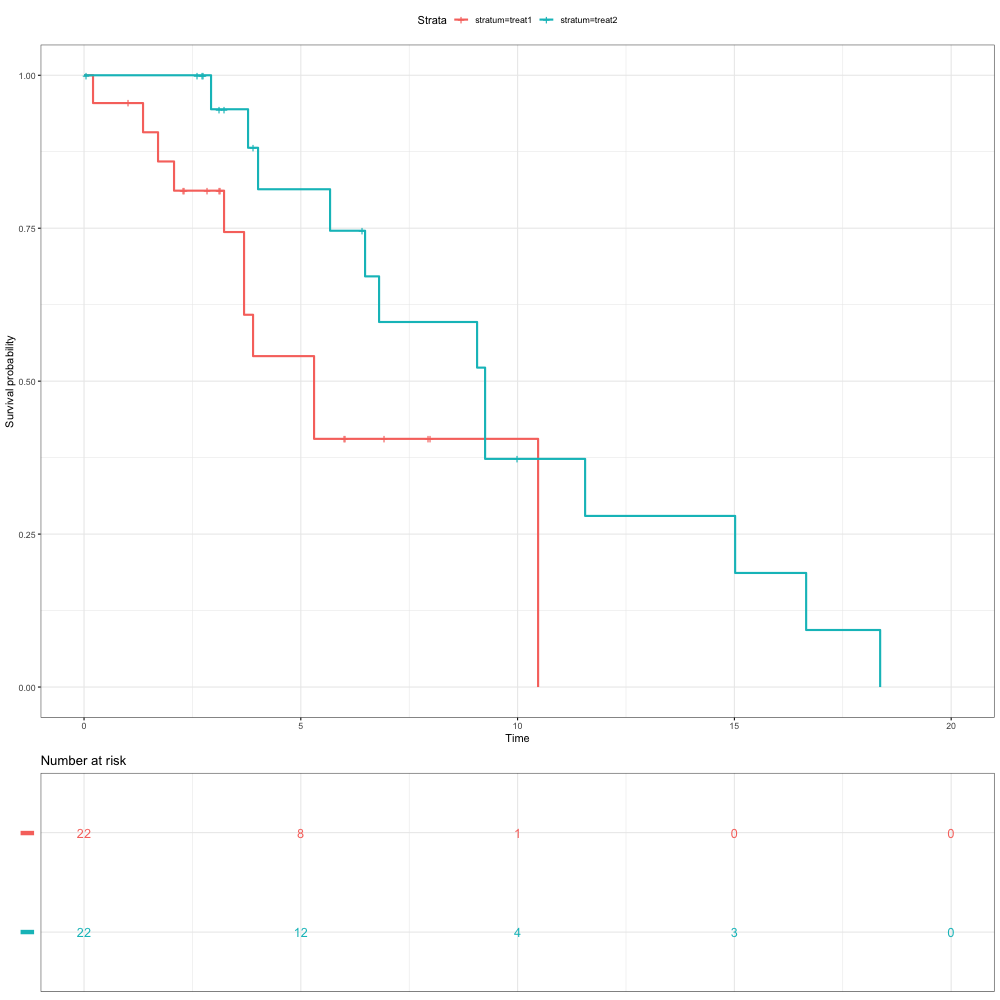 Strata stratum=treat1 stratum=treat2
1.00
0.75
0.50
0.25
0.00
Survival probability
0 5 10 15 20
Time
Number at risk
22 8 1 0 0
22 12 4 3 0